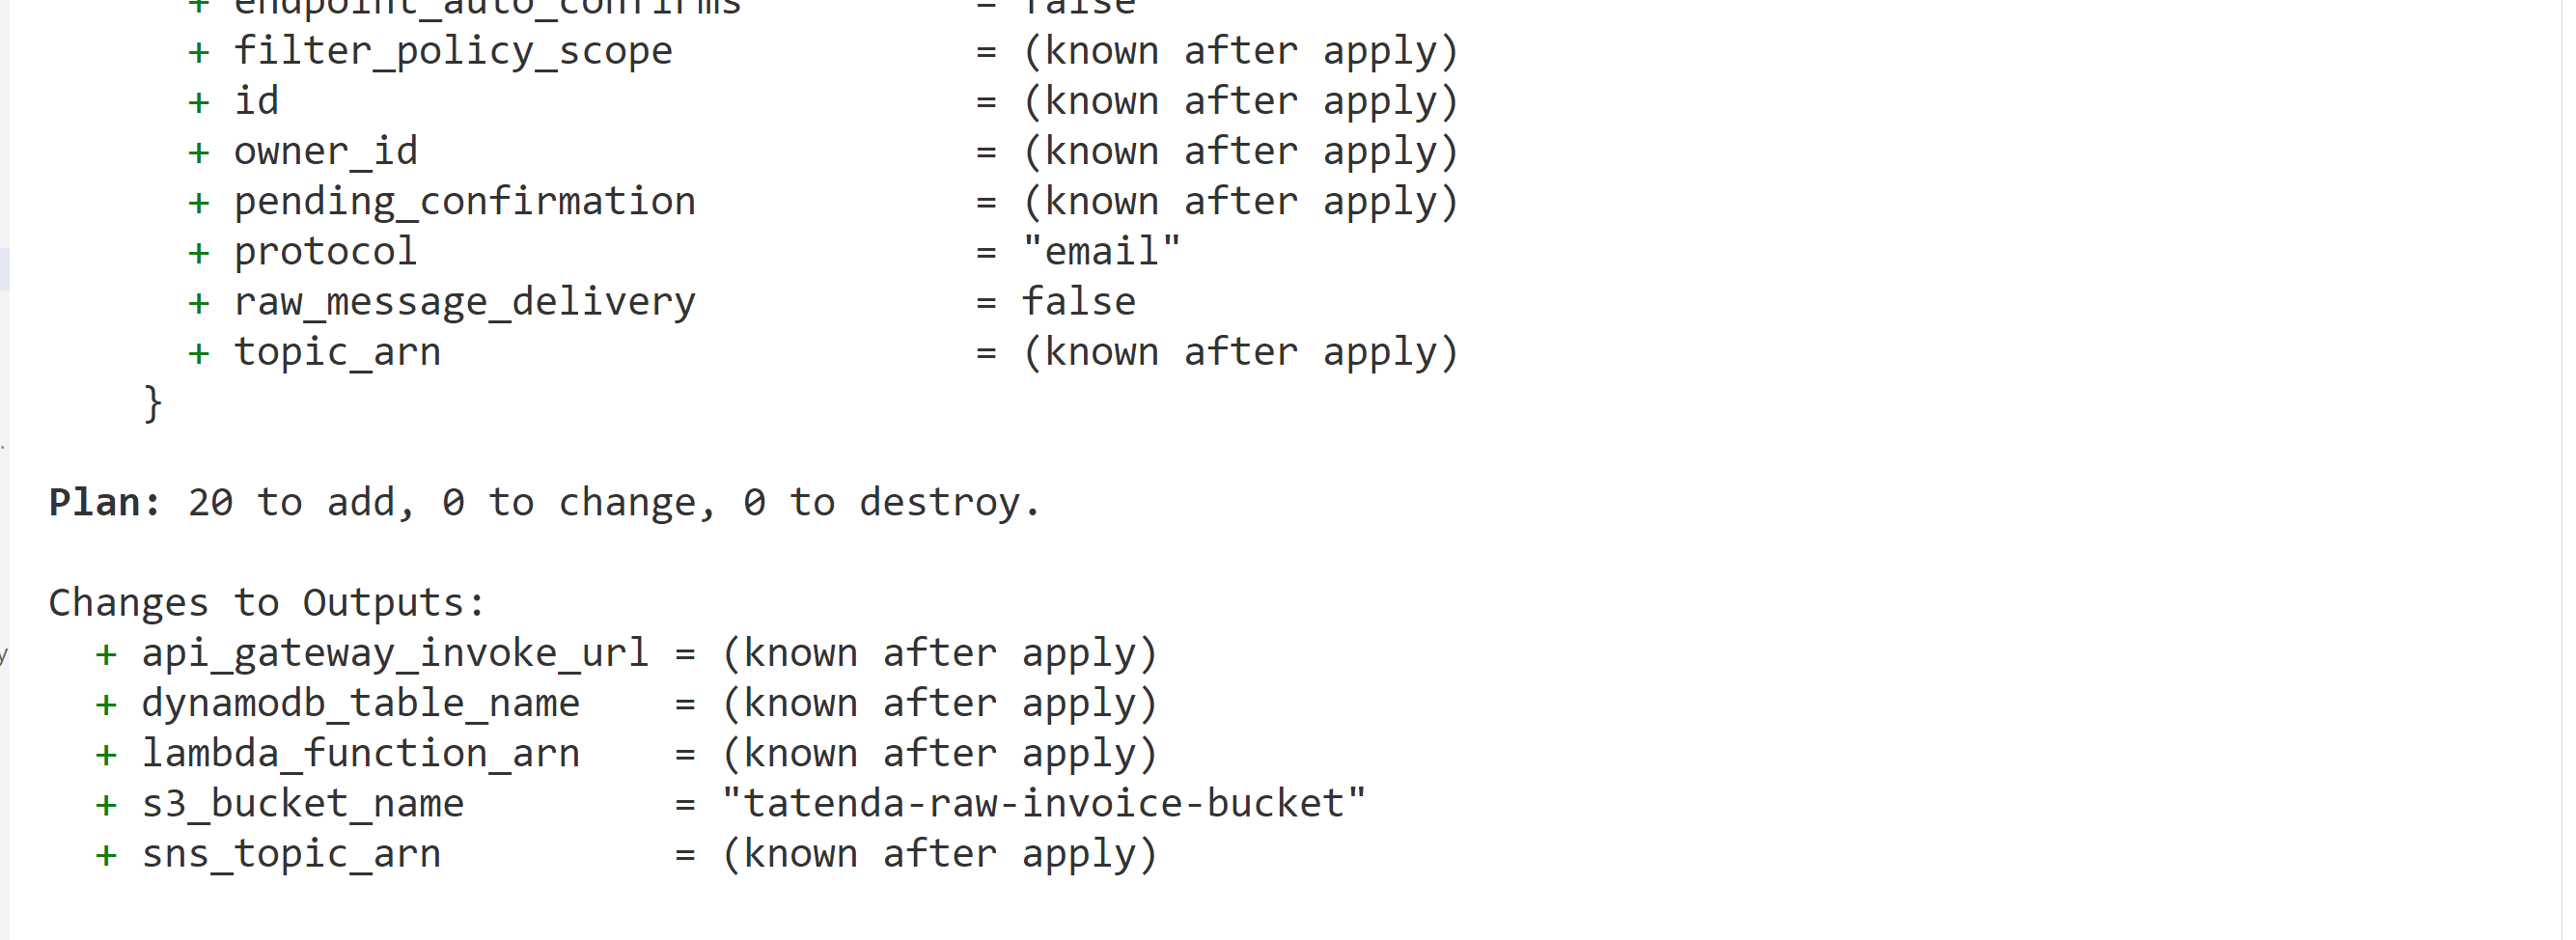 + endpoint_auto_confirms = false
+ filter_policy_scope = (known after apply)
+ id = (known after apply)
+ owner_id = (known after apply)
+ pending_confirmation = (known after apply)
+ protocol = "email"
+ raw_message_delivery = false
+ topic_arn = (known after apply)
}
Plan: 20 to add, 0 to change, 0 to destroy.
Changes to Outputs:
+ api_gateway_invoke_url = (known after apply)
+ dynamodb_table_name = (known after apply)
+ lambda_function_arn = (known after apply)
+ s3_bucket_name = "tatenda-raw-invoice-bucket"
+ sns_topic_arn = (known after apply)